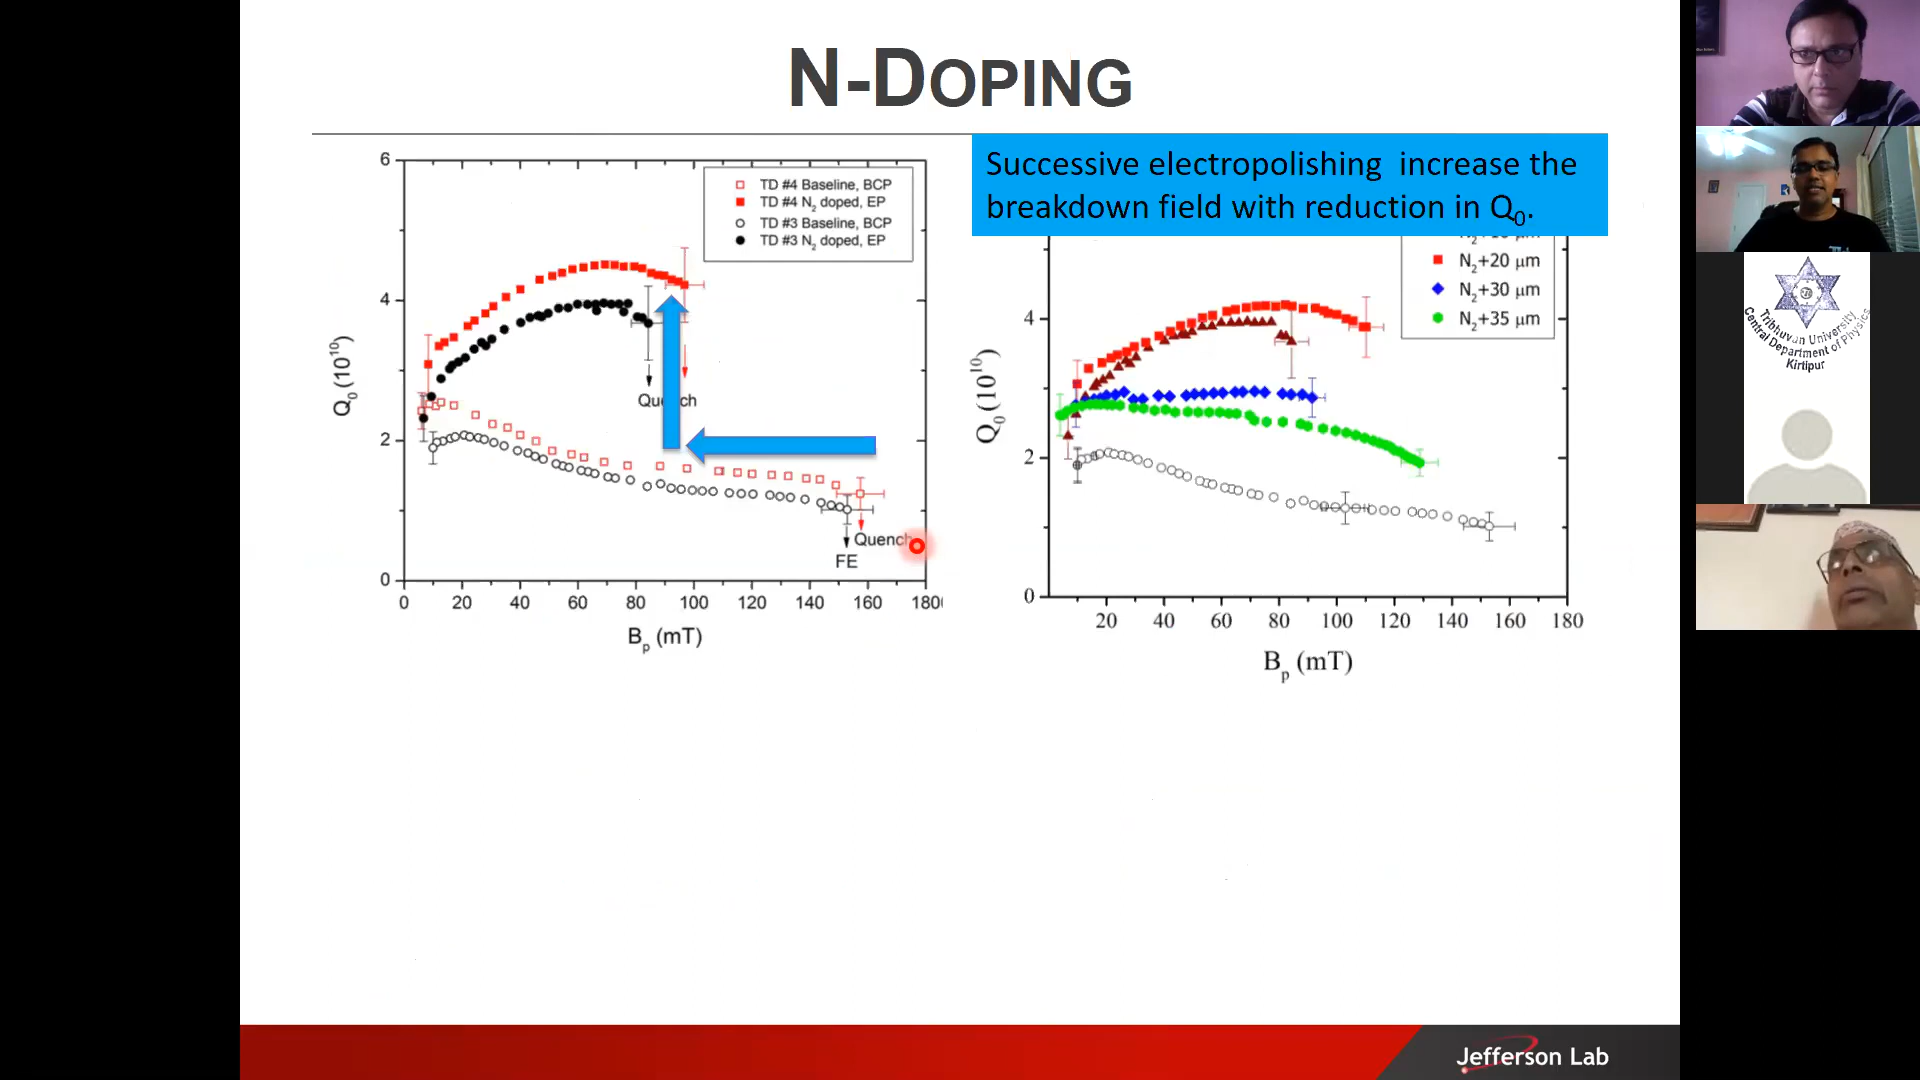 N-DOPING
Successive electropolishing increase the
breakdown field with reduction in Q0.
TD #4 Baseline, BCP
TD #4 N2 doped, EP
TD #3 Baseline, BCP
TD #3 N2 doped, EP
6
4
2
0
Q0 (10^10)
Quench
Quench
FE
0 20 40 60 80 100 120 140 160 180
Bp (mT)
N2+20 μm
N2+30 μm
N2+35 μm
4
2
0
Q0 (10^10)
20 40 60 80 100 120 140 160 180
Bp (mT)
Jefferson Lab
Tribhuvan University
Central Department of Physics
Kirtipur